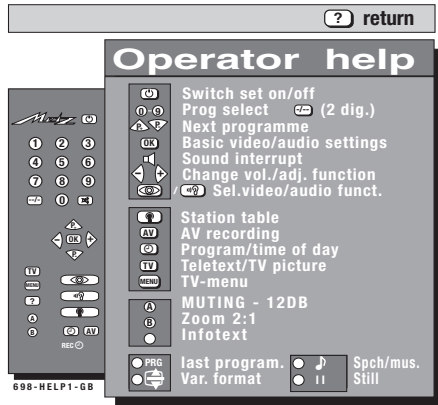 ? return
Operator help
Switch set on/off
0-9 Prog select -/-- (2 dig.)
P. P. Next programme
OK Basic video/audio settings
Sound interrupt
- + Change vol./adj. function
/ Sel.video/audio funct.
Station table
AV AV recording
Program/time of day
TV Teletext/TV picture
MENU TV-menu
A MUTING - 12DB
B Zoom 2:1
Infotext
PRG last program. Spch/mus.
Var. format Still
Metz
1 2 3
4 5 6
7 8 9
-/-- 0
P.
- OK +
P.
TV
MENU
?
A
B AV
REC
698-HELP1-GB